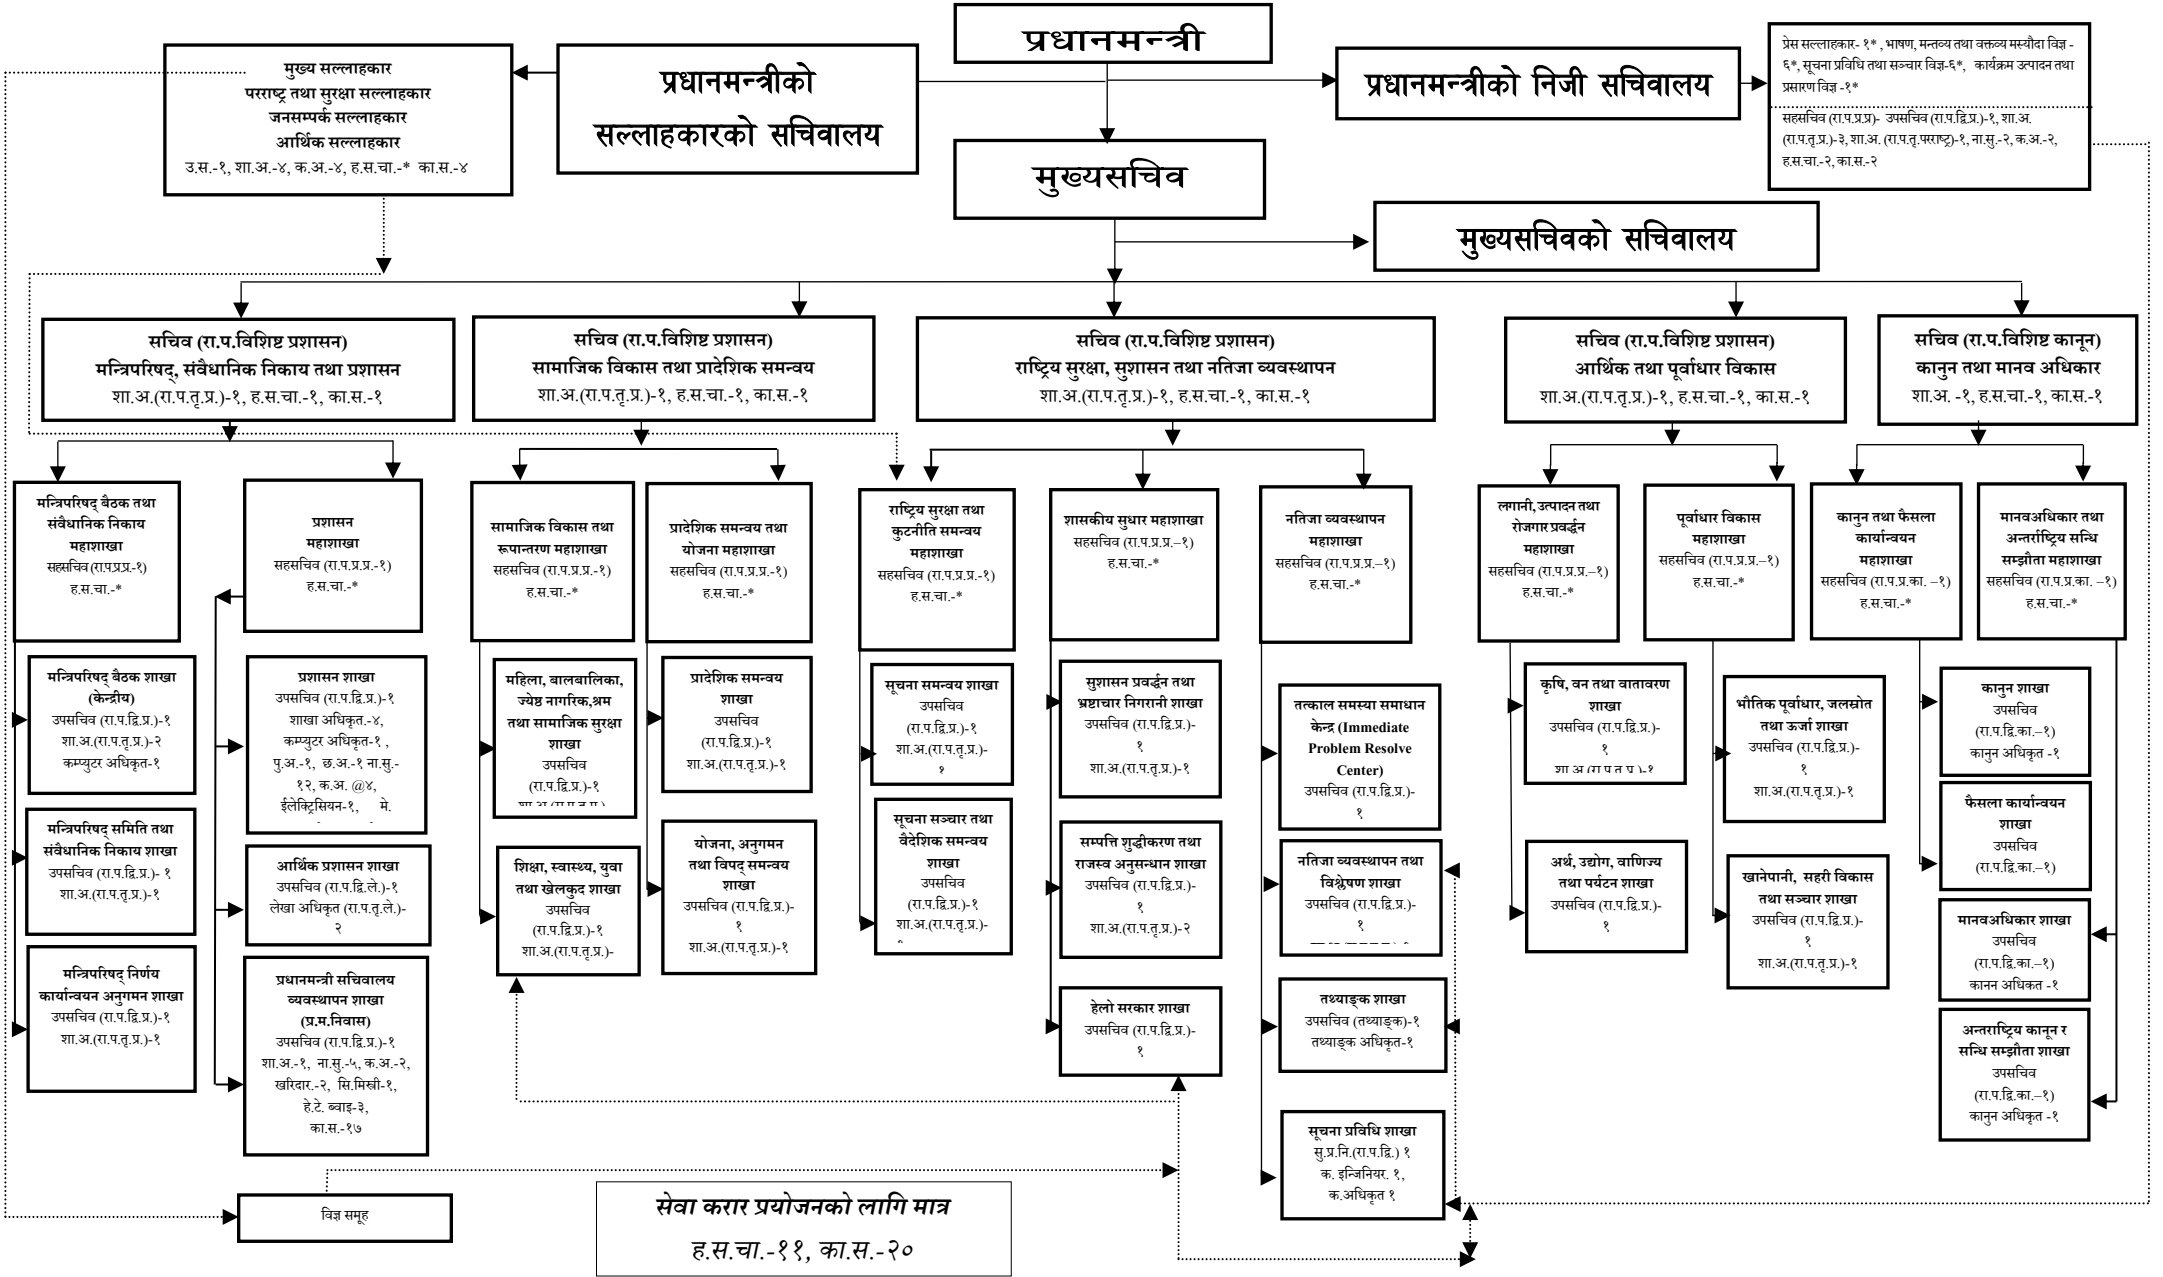 प्रधानमन्त्री
मुख्य सल्लाहकार
परराष्ट्र तथा सुरक्षा सल्लाहकार
जनसम्पर्क सल्लाहकार
आर्थिक सल्लाहकार
उ.स.-१, शा.अ.-४, क.अ.-४, ह.स.चा.-* का.स.-४
प्रधानमन्त्रीको
सल्लाहकारको सचिवालय
प्रधानमन्त्रीको निजी सचिवालय
प्रेस सल्लाहकार- १* , भाषण, मन्तव्य तथा वक्तव्य मस्यौदा विज्ञ -
६*, सूचना प्रविधि तथा सञ्चार विज्ञ-६*, कार्यक्रम उत्पादन तथा
प्रसारण विज्ञ -१*
सहसचिव (रा.प.प्र.प्र)- उपसचिव (रा.प.द्वि.प्र.)-१, शा.अ.
(रा.प.तृ.प्र.)-३, शा.अ. (रा.प.तृ.परराष्ट्र)-१, ना.सु.-२, क.अ.-२,
ह.स.चा.-२, का.स.-२
मुख्यसचिव
मुख्यसचिवको सचिवालय
सचिव (रा.प.विशिष्ट प्रशासन)
मन्त्रिपरिषद्, संवैधानिक निकाय तथा प्रशासन
शा.अ.(रा.प.तृ.प्र.)-१, ह.स.चा.-१, का.स.-१
सचिव (रा.प.विशिष्ट प्रशासन)
सामाजिक विकास तथा प्रादेशिक समन्वय
शा.अ.(रा.प.तृ.प्र.)-१, ह.स.चा.-१, का.स.-१
सचिव (रा.प.विशिष्ट प्रशासन)
राष्ट्रिय सुरक्षा, सुशासन तथा नतिजा व्यवस्थापन
शा.अ.(रा.प.तृ.प्र.)-१, ह.स.चा.-१, का.स.-१
सचिव (रा.प.विशिष्ट प्रशासन)
आर्थिक तथा पूर्वाधार विकास
शा.अ.(रा.प.तृ.प्र.)-१, ह.स.चा.-१, का.स.-१
सचिव (रा.प.विशिष्ट कानून)
कानुन तथा मानव अधिकार
शा.अ. -१, ह.स.चा.-१, का.स.-१
मन्त्रिपरिषद् बैठक तथा
संवैधानिक निकाय
महाशाखा
सहसचिव (रा.प.प्र.प्र.-१)
ह.स.चा.-*
प्रशासन
महाशाखा
सहसचिव (रा.प.प्र.प्र.-१)
ह.स.चा.-*
सामाजिक विकास तथा
रूपान्तरण महाशाखा
सहसचिव (रा.प.प्र.प्र.-१)
ह.स.चा.-*
प्रादेशिक समन्वय तथा
योजना महाशाखा
सहसचिव (रा.प.प्र.प्र.-१)
ह.स.चा.-*
राष्ट्रिय सुरक्षा तथा
कुटनीति समन्वय
महाशाखा
सहसचिव (रा.प.प्र.प्र.-१)
ह.स.चा.-*
शासकीय सुधार महाशाखा
सहसचिव (रा.प.प्र.प्र.–१)
ह.स.चा.-*
नतिजा व्यवस्थापन
महाशाखा
सहसचिव (रा.प.प्र.प्र.–१)
ह.स.चा.-*
लगानी, उत्पादन तथा
रोजगार प्रवर्द्धन
महाशाखा
सहसचिव (रा.प.प्र.प्र.–१)
ह.स.चा.-*
पूर्वाधार विकास
महाशाखा
सहसचिव (रा.प.प्र.प्र.–१)
ह.स.चा.-*
कानुन तथा फैसला
कार्यान्वयन
महाशाखा
सहसचिव (रा.प.प्र.का. –१)
ह.स.चा.-*
मानवअधिकार तथा
अन्तर्राष्ट्रिय सन्धि
सम्झौता महाशाखा
सहसचिव (रा.प.प्र.का. –१)
ह.स.चा.-*
मन्त्रिपरिषद् बैठक शाखा
(केन्द्रीय)
उपसचिव (रा.प.द्वि.प्र.)-१
शा.अ.(रा.प.तृ.प्र.)-२
कम्प्युटर अधिकृत-१
मन्त्रिपरिषद् समिति तथा
संवैधानिक निकाय शाखा
उपसचिव (रा.प.द्वि.प्र.)- १
शा.अ.(रा.प.तृ.प्र.)-१
मन्त्रिपरिषद् निर्णय
कार्यान्वयन अनुगमन शाखा
उपसचिव (रा.प.द्वि.प्र.)-१
शा.अ.(रा.प.तृ.प्र.)-१
प्रशासन शाखा
उपसचिव (रा.प.द्वि.प्र.)-१
शाखा अधिकृत.-४,
कम्प्युटर अधिकृत-१ ,
पु.अ.-१, छ.अ.-१ ना.सु.-
१२, क.अ. @४,
ईलेक्ट्रिसियन-१, मे.
आर्थिक प्रशासन शाखा
उपसचिव (रा.प.द्वि.ले.)-१
लेखा अधिकृत (रा.प.तृ.ले.)-
२
प्रधानमन्त्री सचिवालय
व्यवस्थापन शाखा
(प्र.म.निवास)
उपसचिव (रा.प.द्वि.प्र.)-१
शा.अ.-१, ना.सु.-५, क.अ.-२,
खरिदार.-२, सि.मिस्त्री-१,
हे.टे. ब्वाइ-३,
का.स.-१७
महिला, बालबालिका,
ज्येष्ठ नागरिक,श्रम
तथा सामाजिक सुरक्षा
शाखा
उपसचिव
(रा.प.द्वि.प्र.)-१
शिक्षा, स्वास्थ्य, युवा
तथा खेलकुद शाखा
उपसचिव
(रा.प.द्वि.प्र.)-१
शा.अ.(रा.प.तृ.प्र.)-
प्रादेशिक समन्वय
शाखा
उपसचिव
(रा.प.द्वि.प्र.)-१
शा.अ.(रा.प.तृ.प्र.)-१
योजना, अनुगमन
तथा विपद् समन्वय
शाखा
उपसचिव (रा.प.द्वि.प्र.)-
१
शा.अ.(रा.प.तृ.प्र.)-१
सूचना समन्वय शाखा
उपसचिव
(रा.प.द्वि.प्र.)-१
शा.अ.(रा.प.तृ.प्र.)-
१
सूचना सञ्चार तथा
वैदेशिक समन्वय
शाखा
उपसचिव
(रा.प.द्वि.प्र.)-१
शा.अ.(रा.प.तृ.प्र.)-
सुशासन प्रवर्द्धन तथा
भ्रष्टाचार निगरानी शाखा
उपसचिव (रा.प.द्वि.प्र.)-
१
शा.अ.(रा.प.तृ.प्र.)-१
सम्पत्ति शुद्धीकरण तथा
राजस्व अनुसन्धान शाखा
उपसचिव (रा.प.द्वि.प्र.)-
१
शा.अ.(रा.प.तृ.प्र.)-२
हेलो सरकार शाखा
उपसचिव (रा.प.द्वि.प्र.)-
१
तत्काल समस्या समाधान
केन्द्र (Immediate
Problem Resolve
Center)
उपसचिव (रा.प.द्वि.प्र.)-
१
नतिजा व्यवस्थापन तथा
विश्लेषण शाखा
उपसचिव (रा.प.द्वि.प्र.)-
१
तथ्याङ्क शाखा
उपसचिव (तथ्याङ्क)-१
तथ्याङ्क अधिकृत-१
सूचना प्रविधि शाखा
सु.प्र.नि.(रा.प.द्वि.) १
क. इन्जिनियर. १,
क.अधिकृत १
कृषि, वन तथा वातावरण
शाखा
उपसचिव (रा.प.द्वि.प्र.)-
१
शा.अ.(रा.प.तृ.प्र.)-१
अर्थ, उद्योग, वाणिज्य
तथा पर्यटन शाखा
उपसचिव (रा.प.द्वि.प्र.)-
१
भौतिक पूर्वाधार, जलस्रोत
तथा ऊर्जा शाखा
उपसचिव (रा.प.द्वि.प्र.)-
१
शा.अ.(रा.प.तृ.प्र.)-१
खानेपानी, सहरी विकास
तथा सञ्चार शाखा
उपसचिव (रा.प.द्वि.प्र.)-
१
शा.अ.(रा.प.तृ.प्र.)-१
कानुन शाखा
उपसचिव
(रा.प.द्वि.का.–१)
कानुन अधिकृत -१
फैसला कार्यान्वयन
शाखा
उपसचिव
(रा.प.द्वि.का.–१)
मानवअधिकार शाखा
उपसचिव
(रा.प.द्वि.का.–१)
कानन अधिकत -१
अन्तराष्ट्रिय कानून र
सन्धि सम्झौता शाखा
उपसचिव
(रा.प.द्वि.का.–१)
कानुन अधिकृत -१
विज्ञ समूह
सेवा करार प्रयोजनको लागि मात्र
ह.स.चा.-११, का.स.-२०